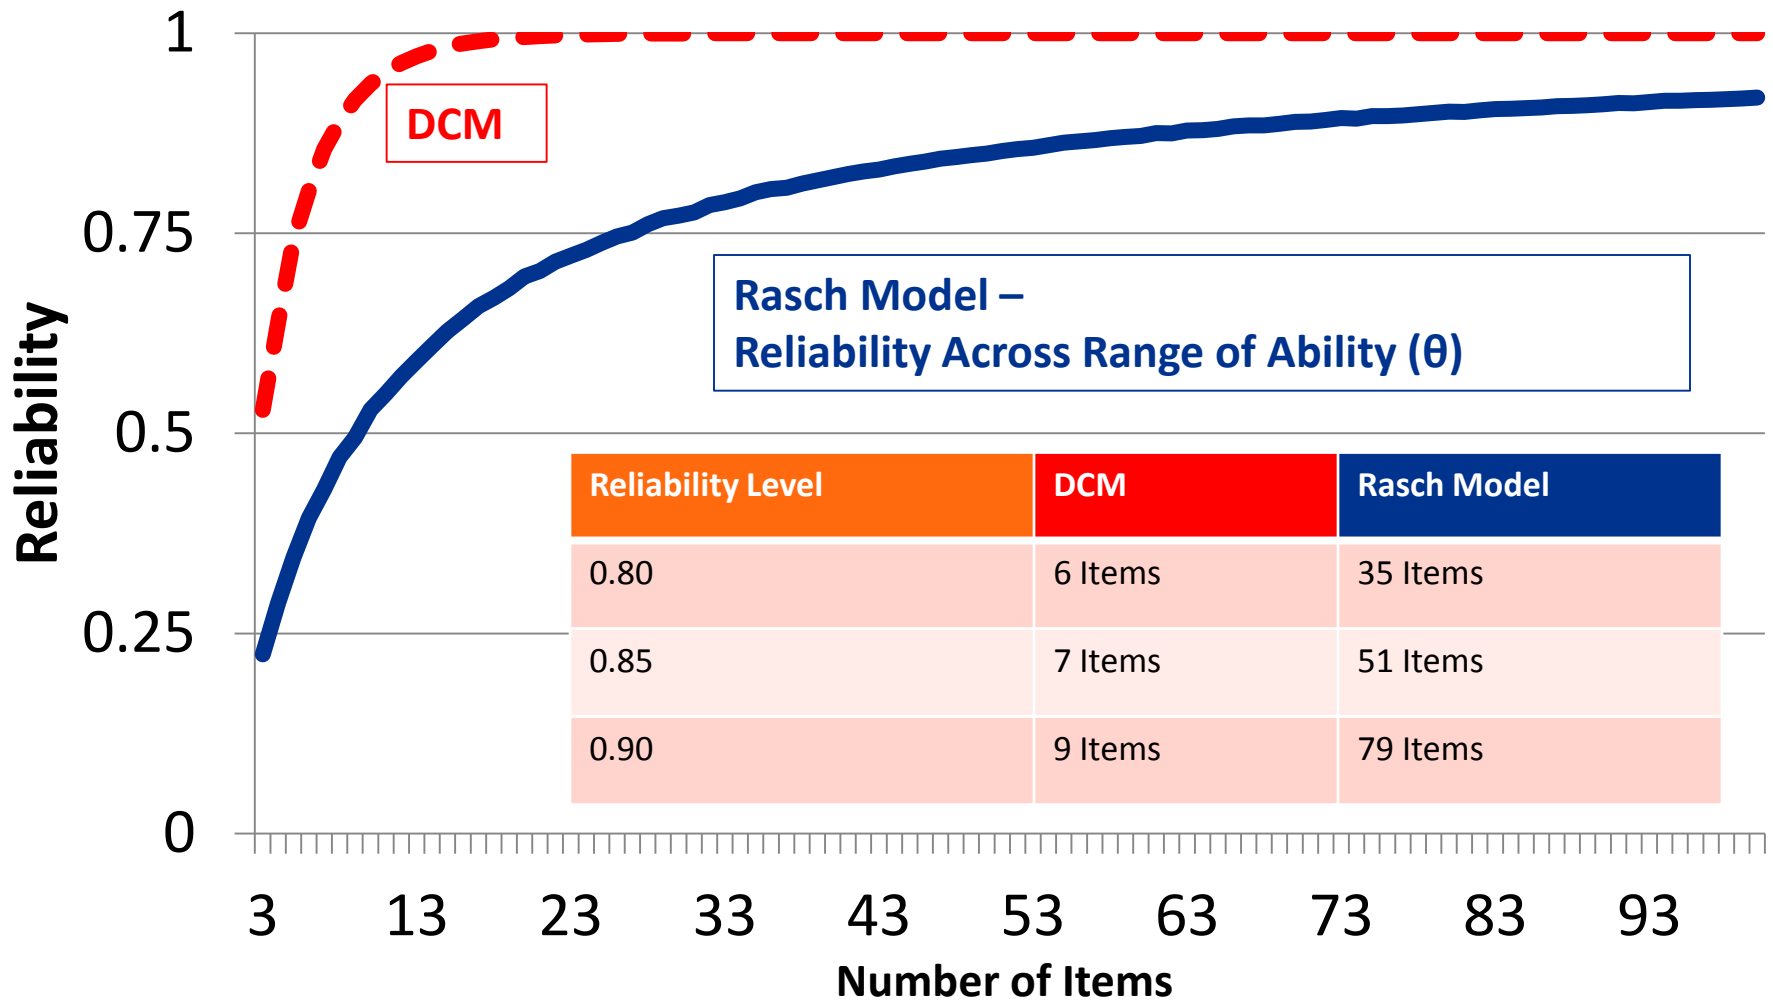 1
0.75
0.5
0.25
0
Reliability
DCM
Rasch Model –
Reliability Across Range of Ability (θ)
Reliability Level DCM Rasch Model
0.80 6 Items 35 Items
0.85 7 Items 51 Items
0.90 9 Items 79 Items
3 13 23 33 43 53 63 73 83 93
Number of Items